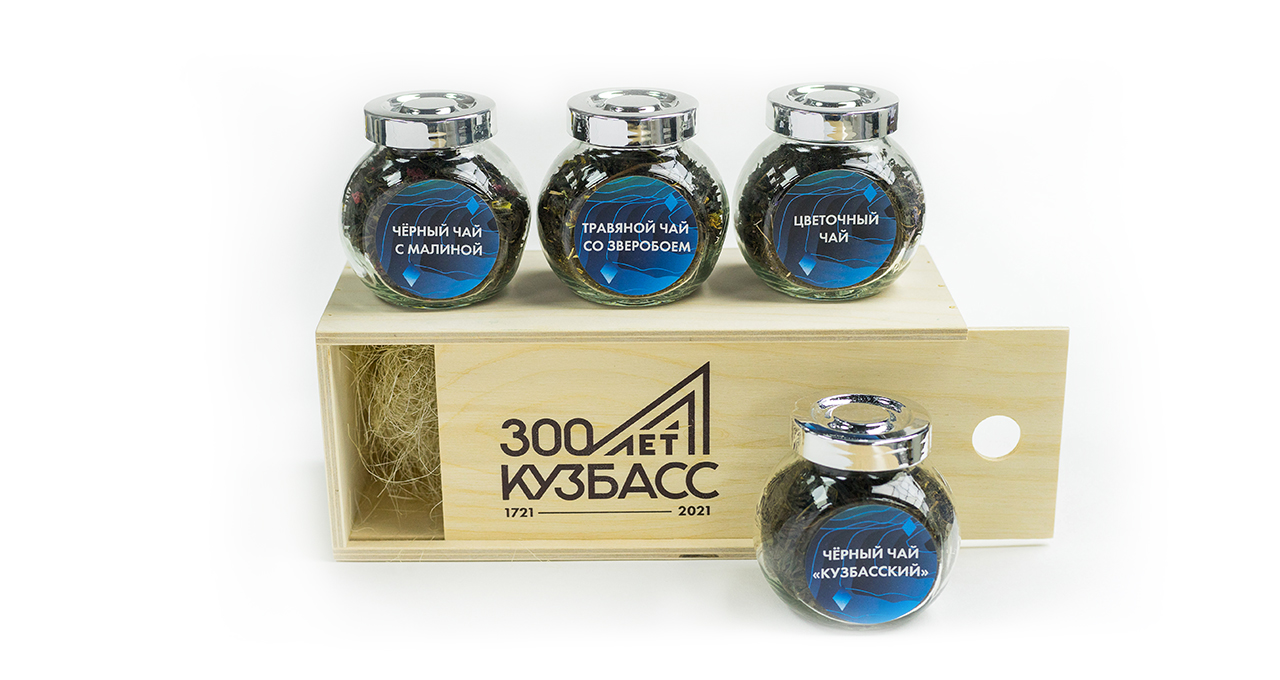 ЧЁРНЫЙ ЧАЙ
С МАЛИНОЙ
ТРАВЯНОЙ ЧАЙ
СО ЗВЕРОБОЕМ
ЦВЕТОЧНЫЙ
ЧАЙ
300 ЛЕТ
КУЗБАСС
1721 — 2021
ЧЁРНЫЙ ЧАЙ
«КУЗБАССКИЙ»